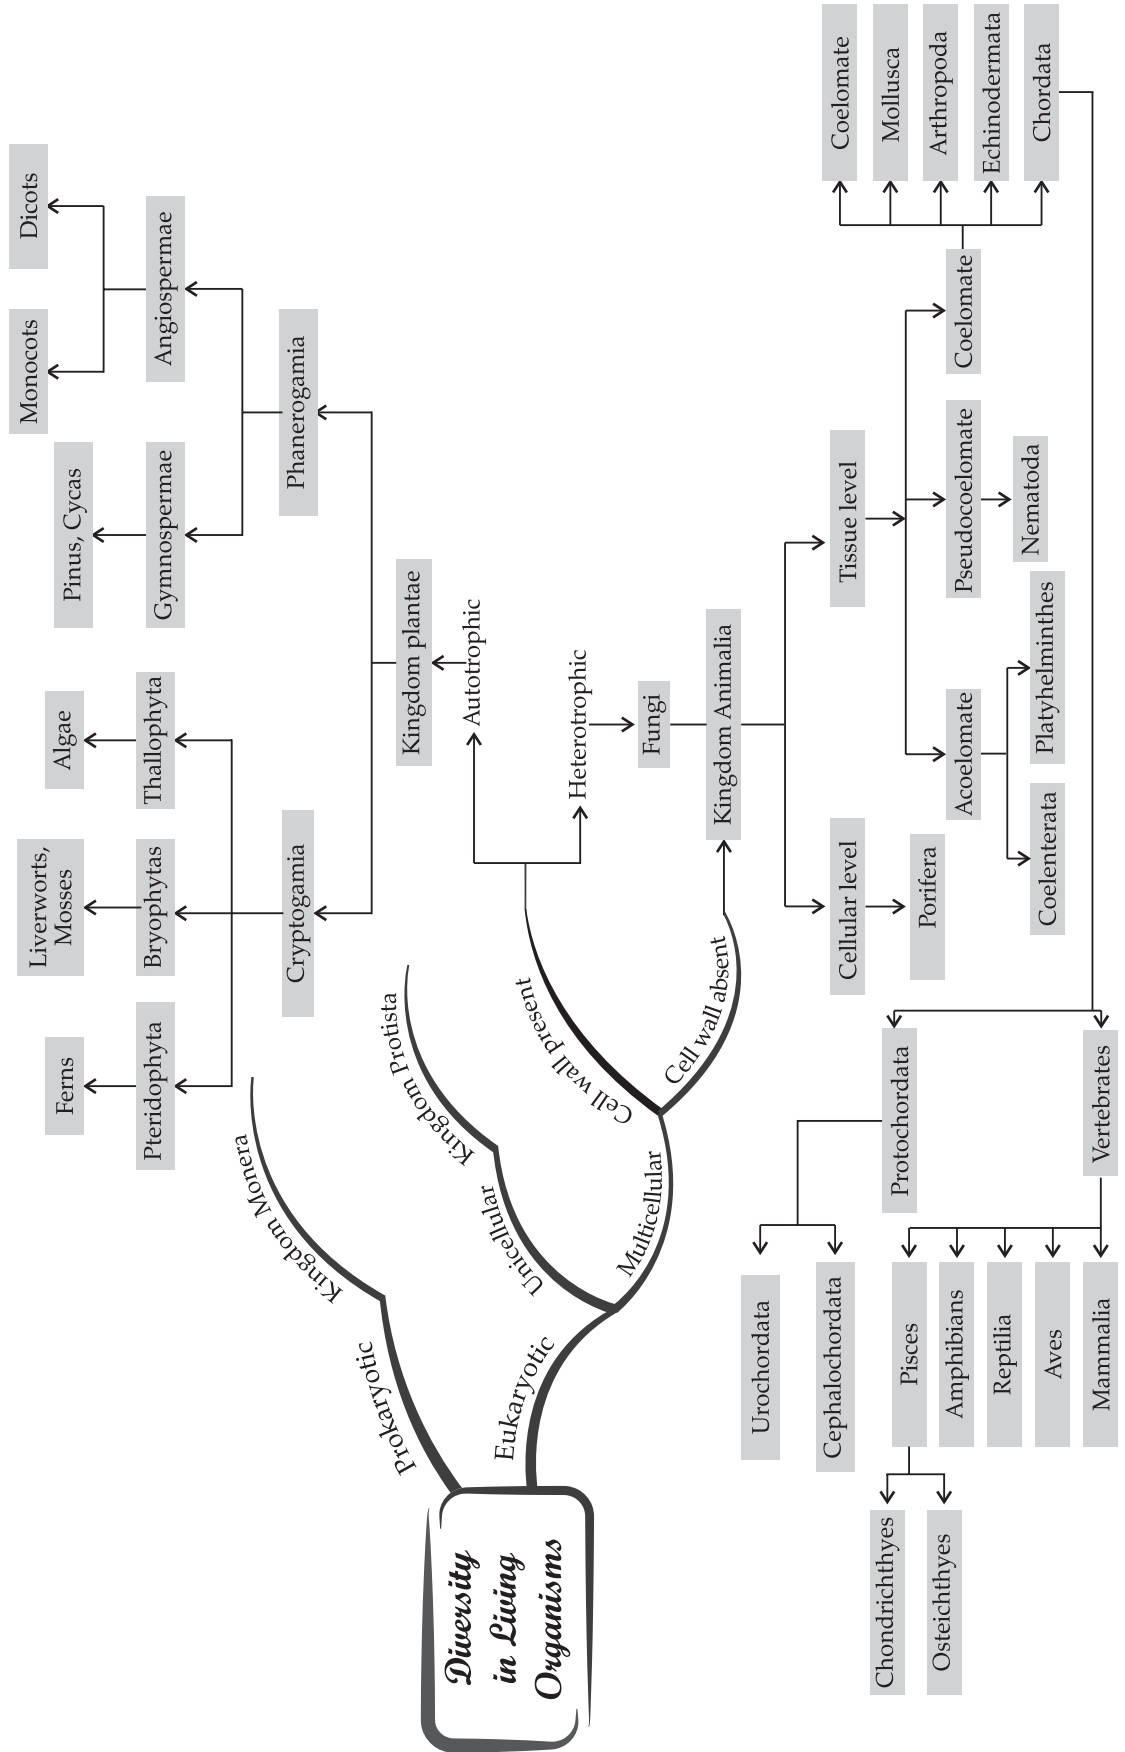 Diversity
in Living
Organisms
Prokaryotic
Kingdom Monera
Eukaryotic
Unicellular
Kingdom Protista
Multicellular
Cell wall present
Cell wall absent
Autotrophic
Heterotrophic
Kingdom plantae
Cryptogamia
Phanerogamia
Pteridophyta
Ferns
Bryophytas
Liverworts,
Mosses
Thallophyta
Algae
Gymnospermae
Pinus, Cycas
Angiospermae
Monocots
Dicots
Fungi
Kingdom Animalia
Cellular level
Porifera
Tissue level
Acoelomate
Coelenterata
Platyhelminthes
Pseudocoelomate
Nematoda
Coelomate
Coelomate
Mollusca
Arthropoda
Echinodermata
Chordata
Protochordata
Urochordata
Cephalochordata
Vertebrates
Pisces
Amphibians
Reptilia
Aves
Mammalia
Chondrichthyes
Osteichthyes